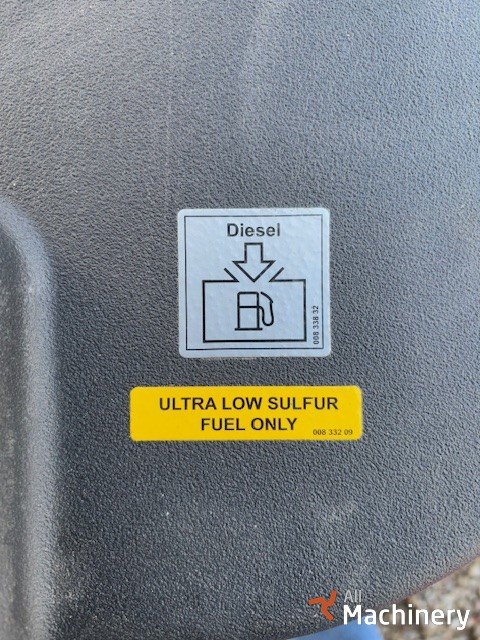 Diesel
008 338 32
ULTRA LOW SULFUR
FUEL ONLY
008 332 09
All
Machinery